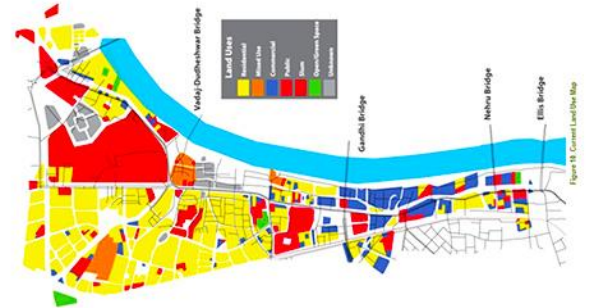 Vadaj-Dudheshwar Bridge
Land Uses
Residential
Mixed Use
Commercial
Public
Slum
Open/Green Space
Unknown
Gandhi Bridge
Nehru Bridge
Ellis Bridge
Figure 18: Current Land Use Map